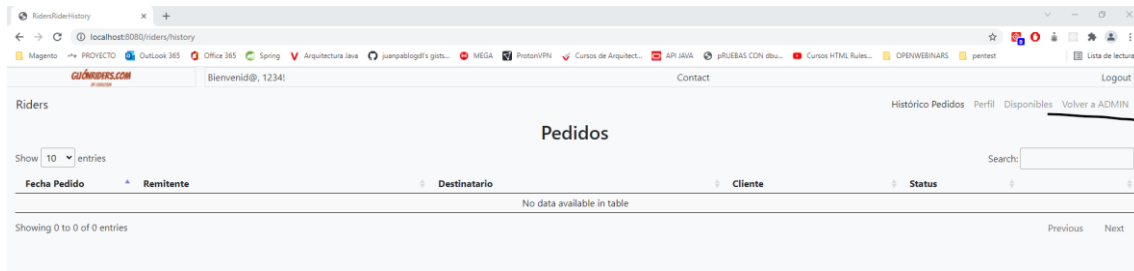 RidersRiderHistory
localhost:8080/riders/history
Magento PROYECTO OutLook 365 Office 365 Spring Arquitectura Java juanpablogdl's gists... MEGA ProtonVPN Cursos de Arquitect... API JAVA pRUEBAS CON dbu... Cursos HTML Rules... OPENWEBINARS pentest Lista de lectura
GIJÓNRIDERS.COM Bienvenid@, 1234! Contact Logout
Riders Histórico Pedidos Perfil Disponibles Volver a ADMIN
Pedidos
Show 10 entries Search:
Fecha Pedido Remitente Destinatario Cliente Status
No data available in table
Showing 0 to 0 of 0 entries Previous Next